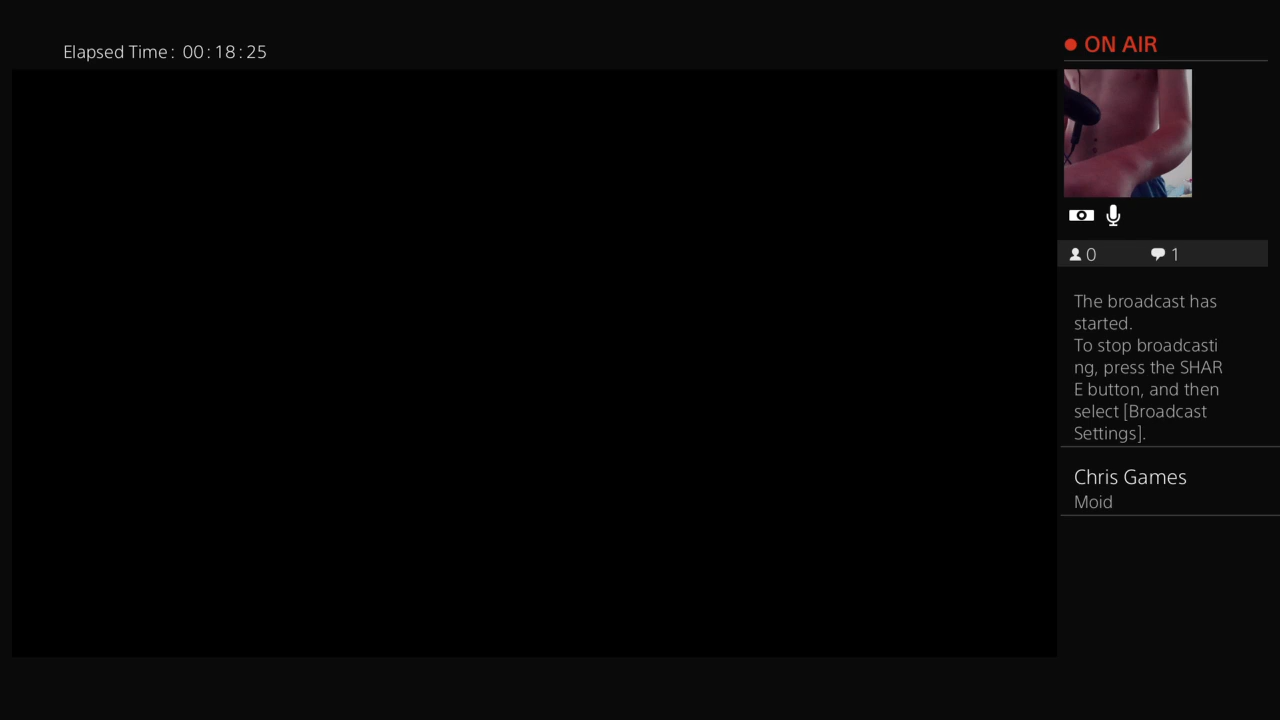 Elapsed Time: 00:18:25
ON AIR
0 1
The broadcast has
started.
To stop broadcasti
ng, press the SHAR
E button, and then
select [Broadcast
Settings].
Chris Games
Moid